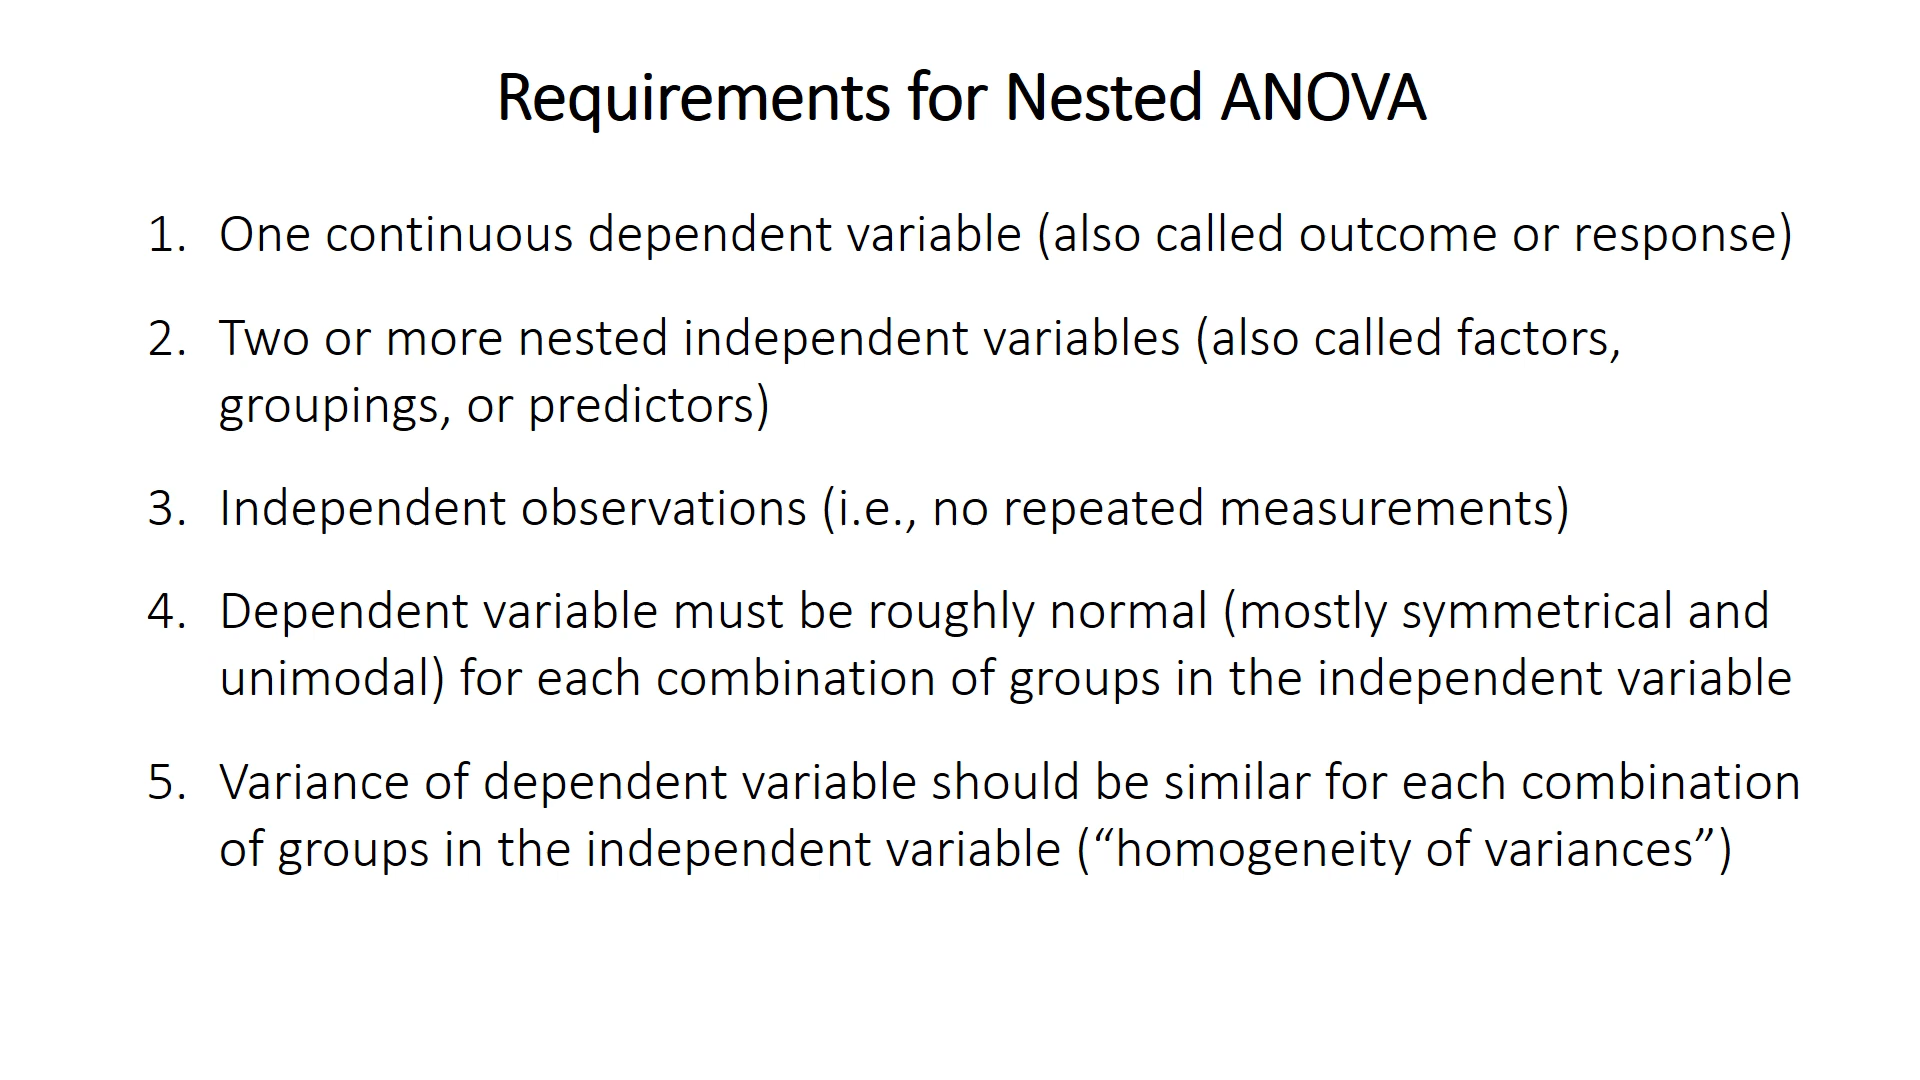 Requirements for Nested ANOVA
1. One continuous dependent variable (also called outcome or response)
2. Two or more nested independent variables (also called factors,
groupings, or predictors)
3. Independent observations (i.e., no repeated measurements)
4. Dependent variable must be roughly normal (mostly symmetrical and
unimodal) for each combination of groups in the independent variable
5. Variance of dependent variable should be similar for each combination
of groups in the independent variable (“homogeneity of variances”)